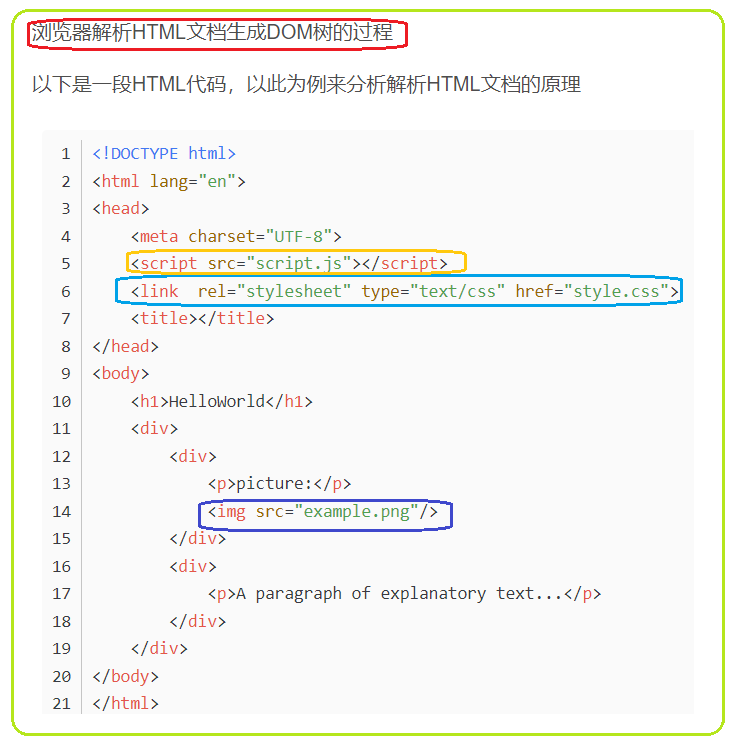 浏览器解析HTML文档生成DOM树的过程
以下是一段HTML代码，以此为例来分析解析HTML文档的原理
1 <!DOCTYPE html>
2 <html lang="en">
3 <head>
4     <meta charset="UTF-8">
5     <script src="script.js"></script>
6     <link  rel="stylesheet" type="text/css" href="style.css">
7     <title></title>
8 </head>
9 <body>
10     <h1>HelloWorld</h1>
11     <div>
12         <div>
13             <p>picture:</p>
14             <img src="example.png"/>
15         </div>
16         <div>
17             <p>A paragraph of explanatory text...</p>
18         </div>
19     </div>
20 </body>
21 </html>